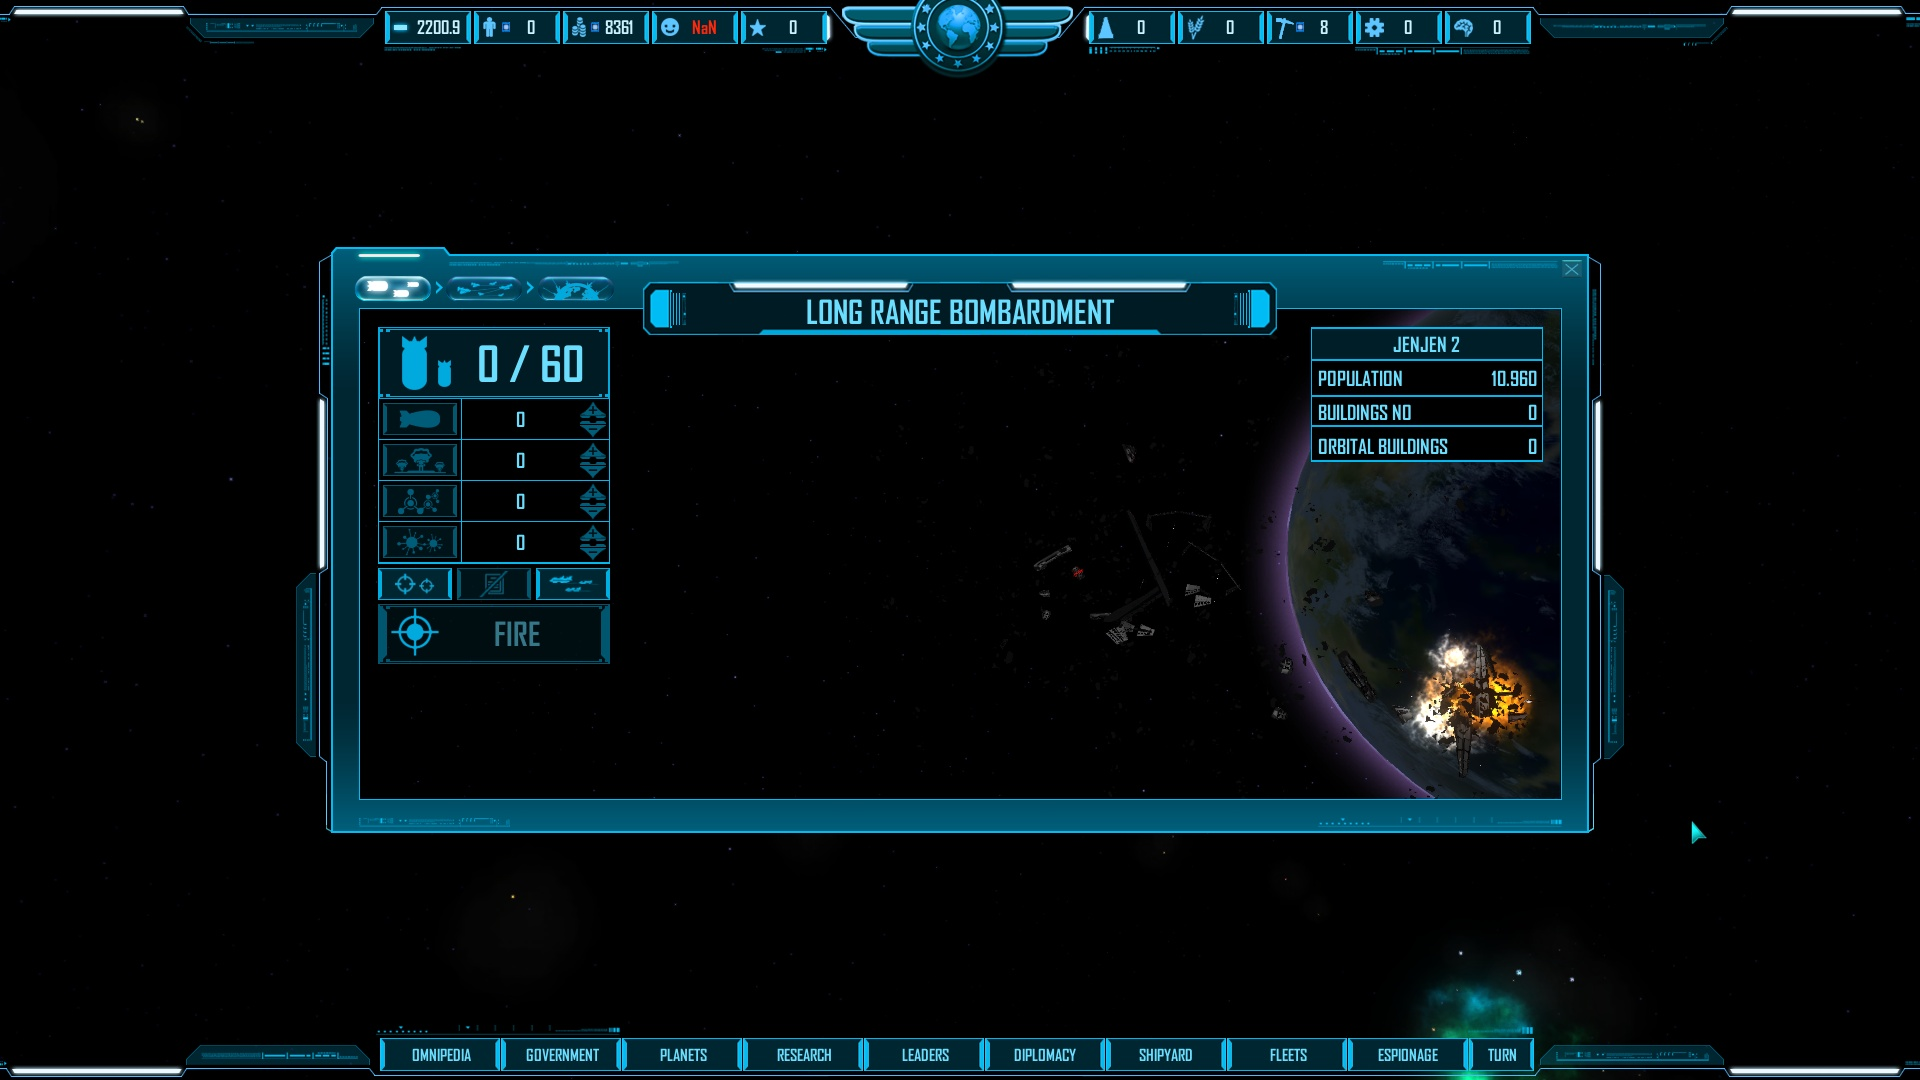 2200.9 0 8361 NaN 0 0 0 8 0 0
LONG RANGE BOMBARDMENT
0 / 60
0
0
0
0
FIRE
JENJEN 2
POPULATION 10.960
BUILDINGS NO 0
ORBITAL BUILDINGS 0
OMNIPEDIA GOVERNMENT PLANETS RESEARCH LEADERS DIPLOMACY SHIPYARD FLEETS ESPIONAGE TURN